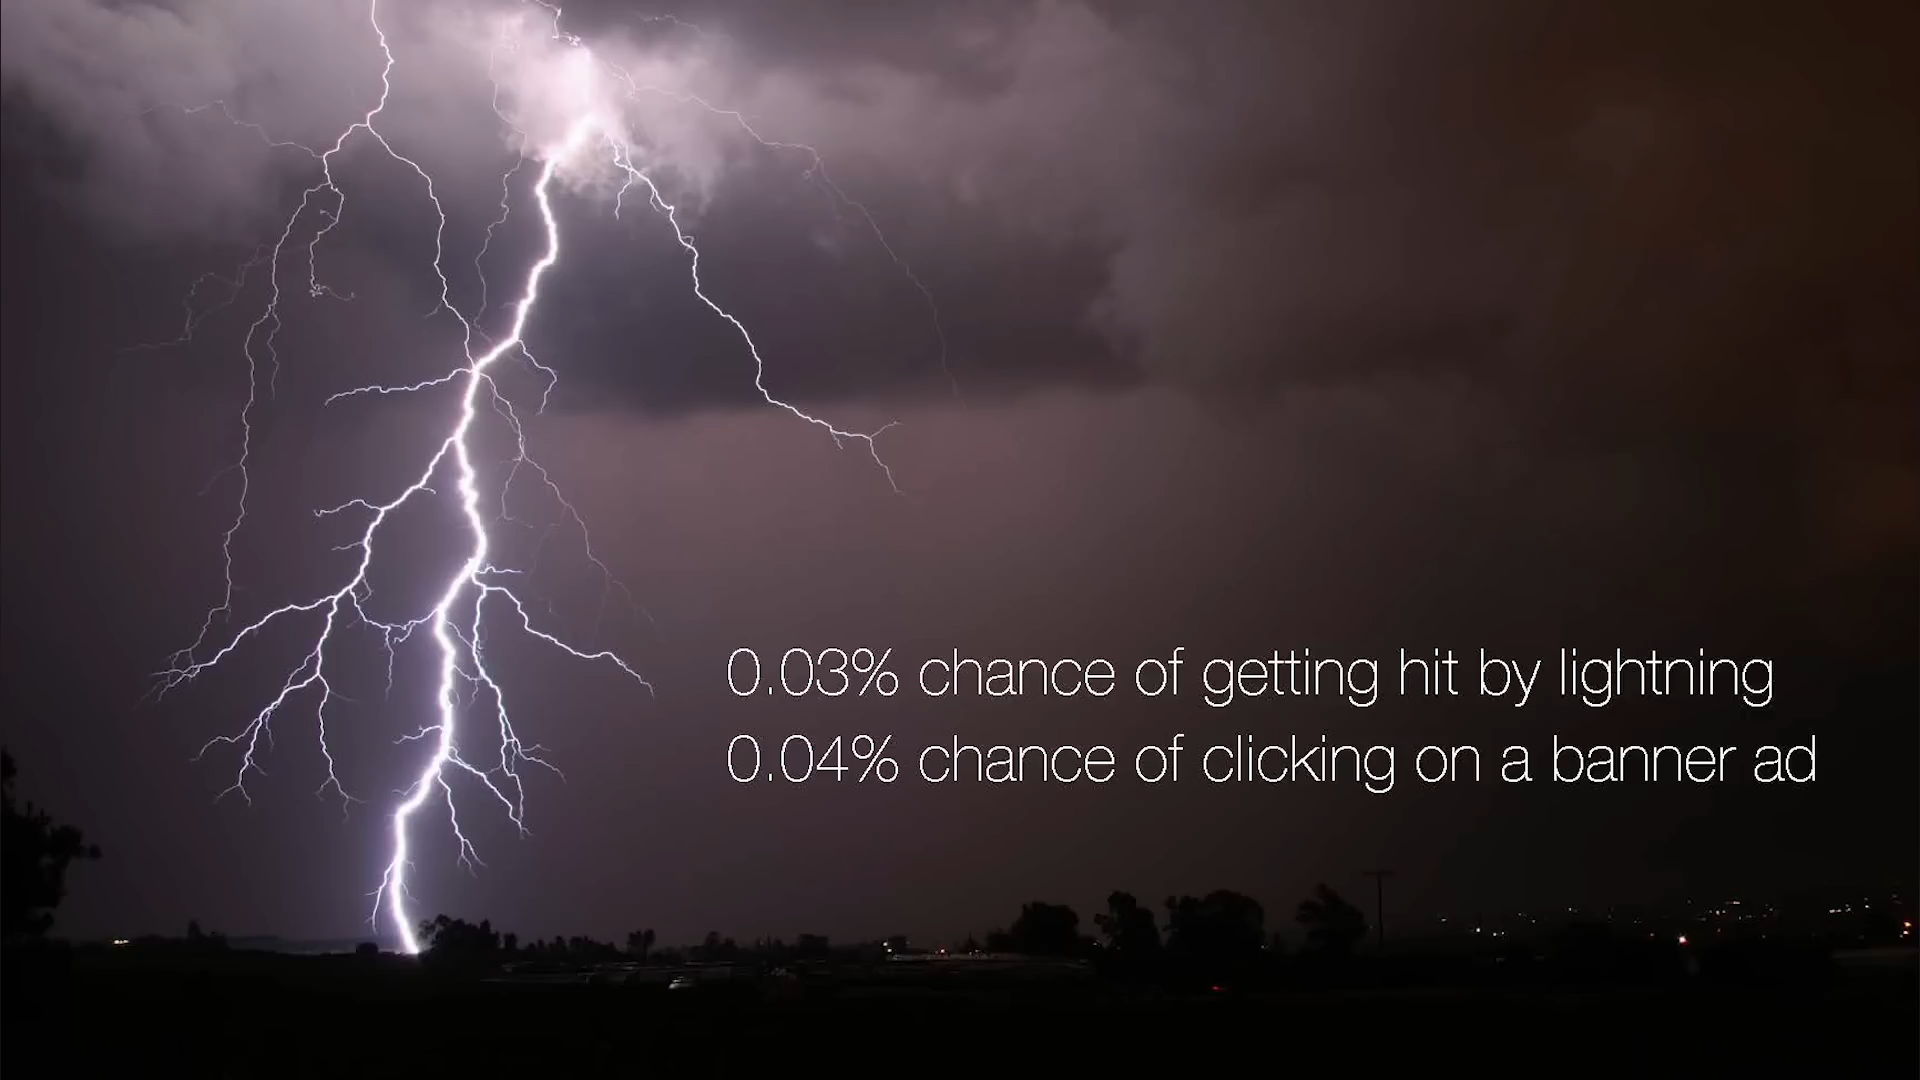 0.03% chance of getting hit by lightning
0.04% chance of clicking on a banner ad